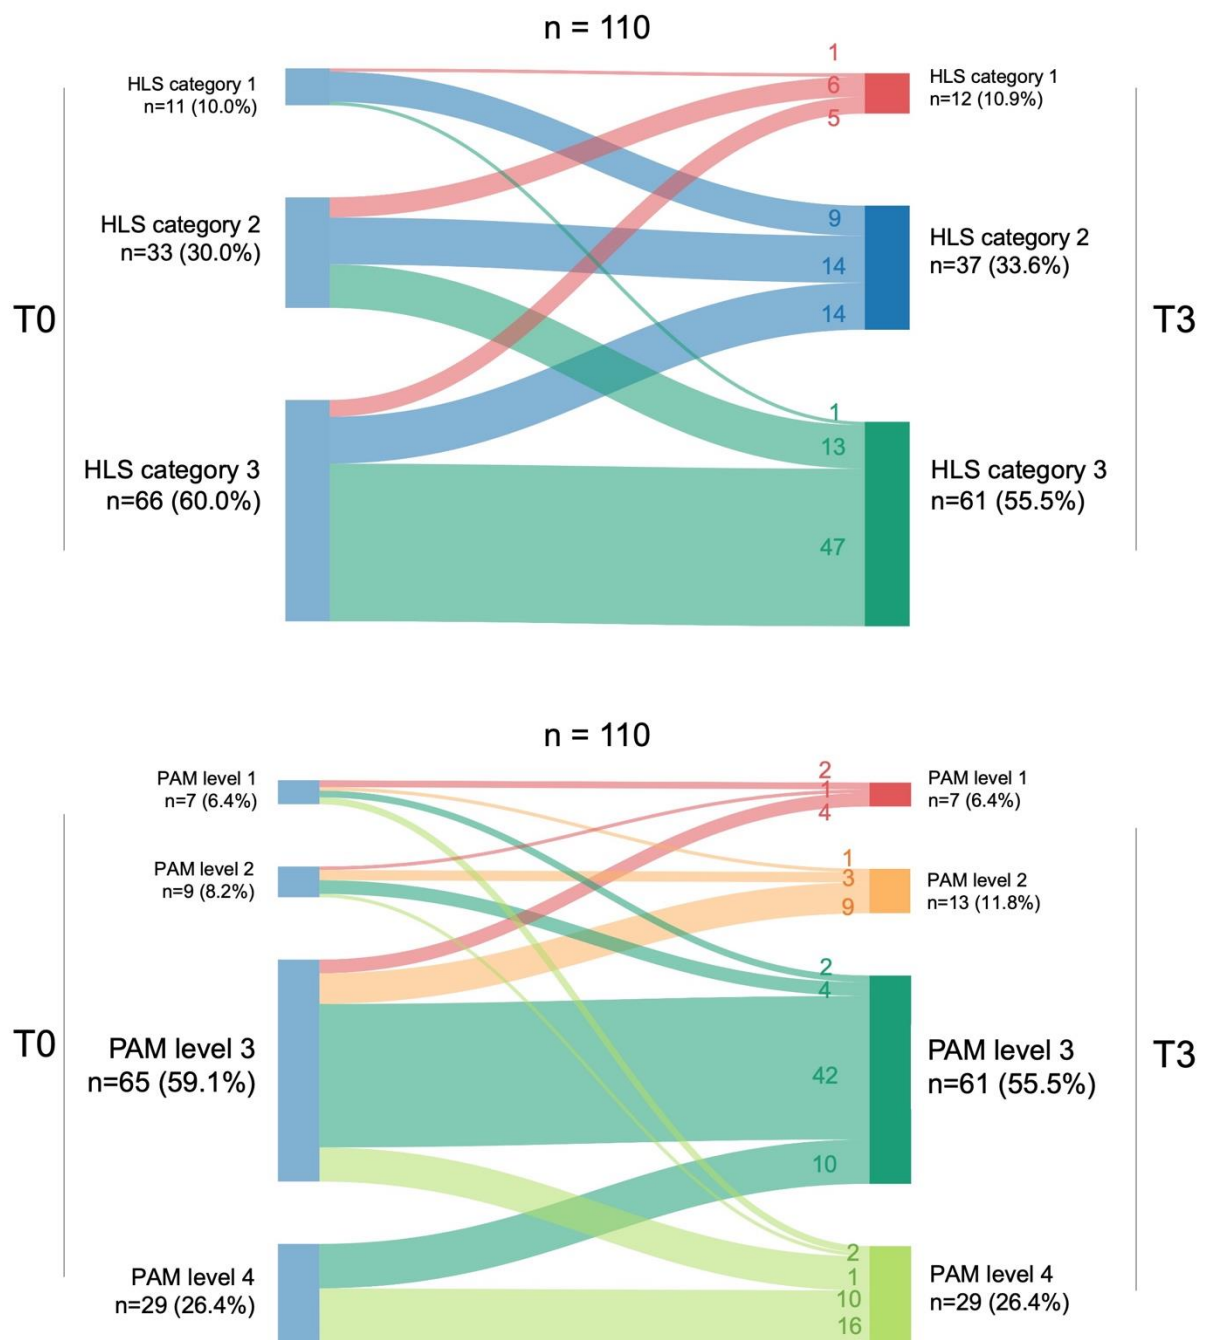 n = 110
T0
HLS category 1
n=11 (10.0%)
HLS category 2
n=33 (30.0%)
HLS category 3
n=66 (60.0%)
1
6
5
9
14
14
1
13
47
HLS category 1
n=12 (10.9%)
HLS category 2
n=37 (33.6%)
HLS category 3
n=61 (55.5%)
T3
n = 110
T0
PAM level 1
n=7 (6.4%)
PAM level 2
n=9 (8.2%)
PAM level 3
n=65 (59.1%)
PAM level 4
n=29 (26.4%)
2
1
4
1
3
9
2
4
42
10
2
1
10
16
PAM level 1
n=7 (6.4%)
PAM level 2
n=13 (11.8%)
PAM level 3
n=61 (55.5%)
PAM level 4
n=29 (26.4%)
T3